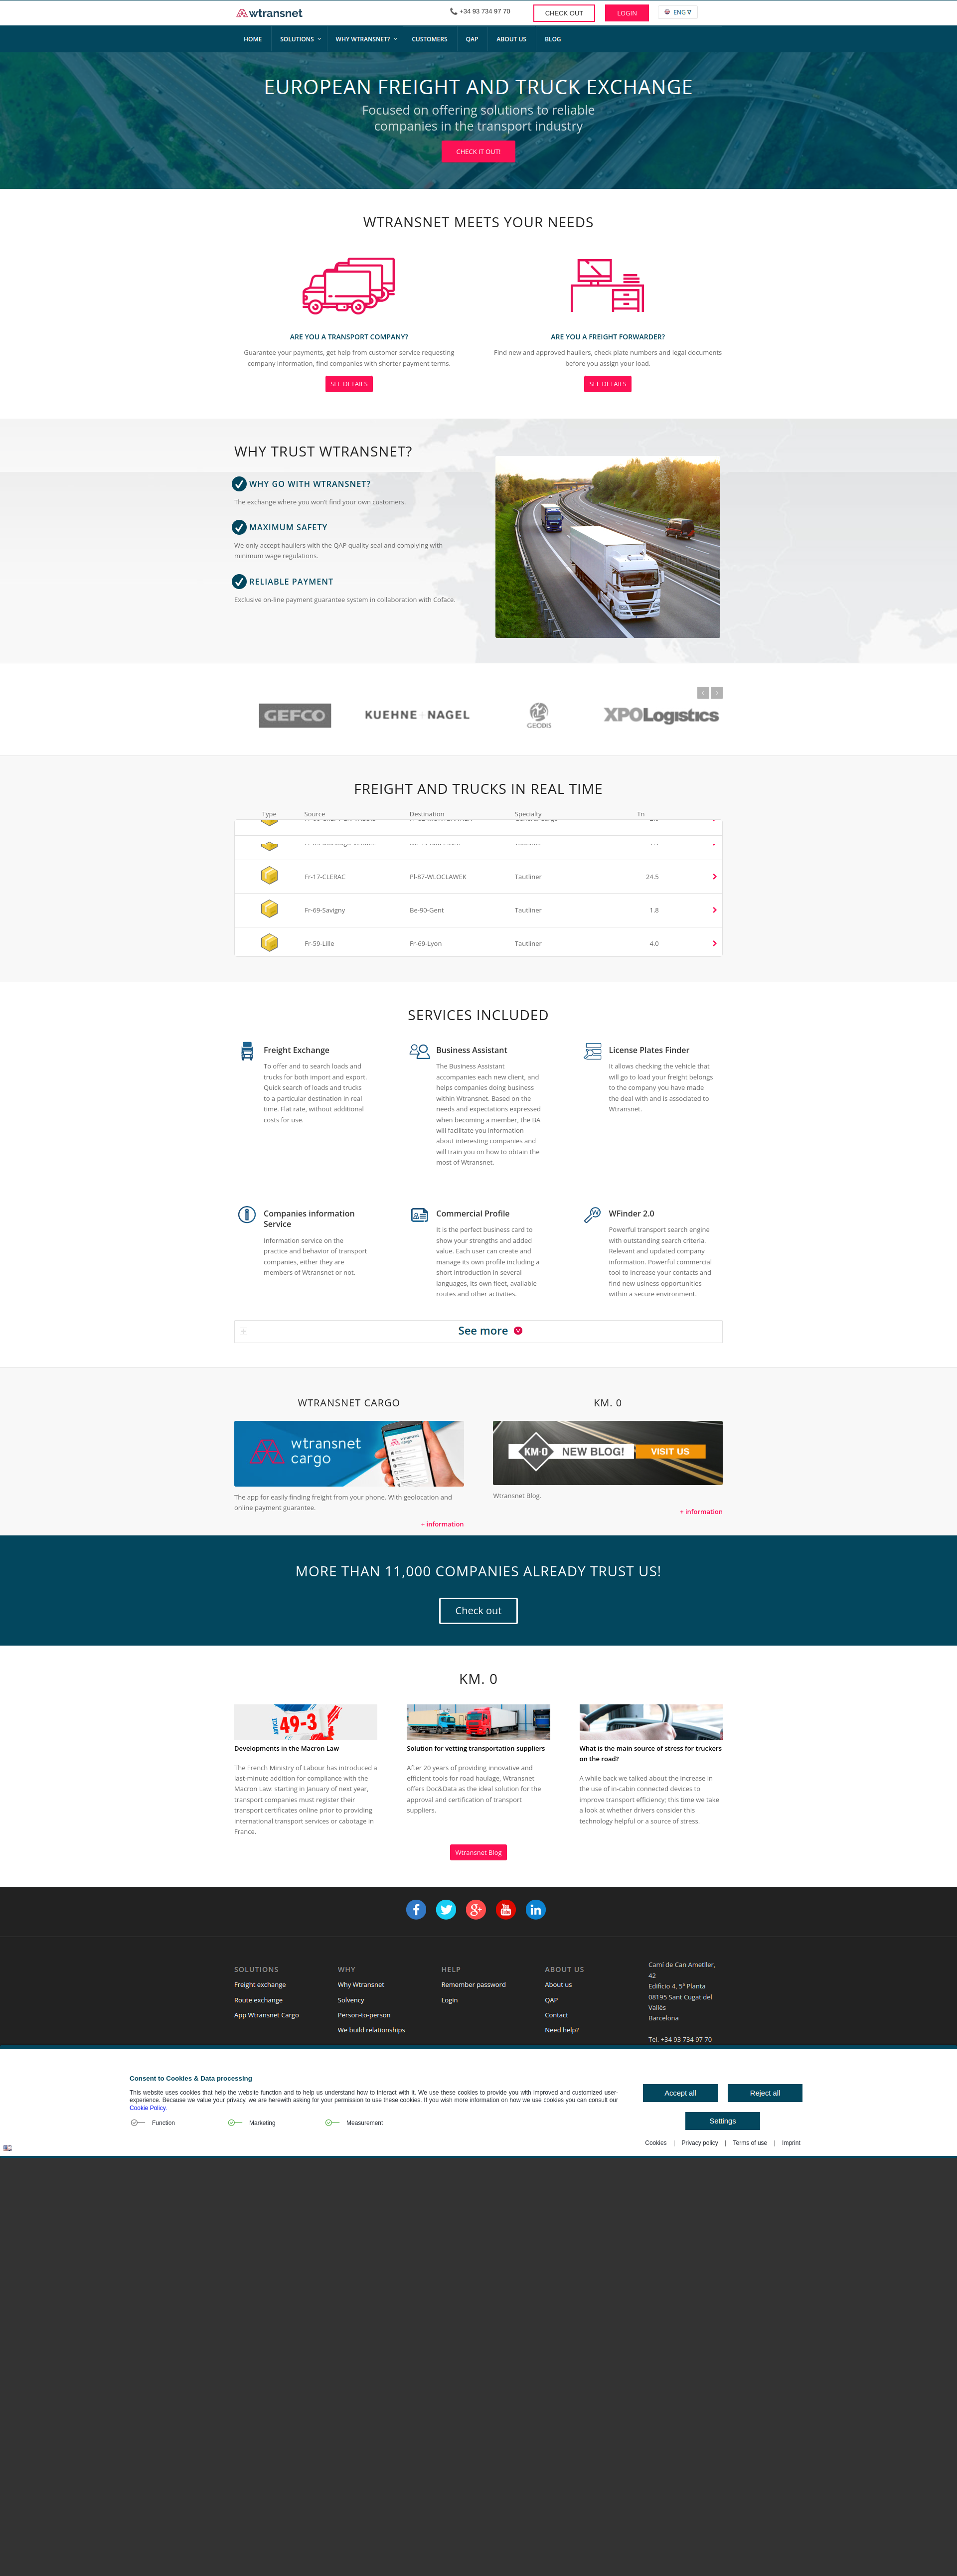 wtransnet
+34 93 734 97 70
CHECK OUT
LOGIN
ENG
HOME
SOLUTIONS
WHY WTRANSNET?
CUSTOMERS
QAP
ABOUT US
BLOG
EUROPEAN FREIGHT AND TRUCK EXCHANGE
Focused on offering solutions to reliable
companies in the transport industry
CHECK IT OUT!
WTRANSNET MEETS YOUR NEEDS
ARE YOU A TRANSPORT COMPANY?
Guarantee your payments, get help from customer service requesting
company information, find companies with shorter payment terms.
SEE DETAILS
ARE YOU A FREIGHT FORWARDER?
Find new and approved hauliers, check plate numbers and legal documents
before you assign your load.
SEE DETAILS
WHY TRUST WTRANSNET?
WHY GO WITH WTRANSNET?
The exchange where you won't find your own customers.
MAXIMUM SAFETY
We only accept hauliers with the QAP quality seal and complying with
minimum wage regulations.
RELIABLE PAYMENT
Exclusive on-line payment guarantee system in collaboration with Coface.
GEFCO
KUEHNE+NAGEL
GEODIS
XPOLogistics
FREIGHT AND TRUCKS IN REAL TIME
Type Source Destination Specialty Tn
Fr-17-CLERAC Pl-87-WLOCLAWEK Tautliner 24.5
Fr-69-Savigny Be-90-Gent Tautliner 1.8
Fr-59-Lille Fr-69-Lyon Tautliner 4.0
SERVICES INCLUDED
Freight Exchange
To offer and to search loads and
trucks for both import and export.
Quick search of loads and trucks
to a particular destination in real
time. Flat rate, without additional
costs for use.
Business Assistant
The Business Assistant
accompanies each new client, and
helps companies doing business
within Wtransnet. Based on the
needs and expectations expressed
when becoming a member, the BA
will facilitate you information
about interesting companies and
will train you on how to obtain the
most of Wtransnet.
License Plates Finder
It allows checking the vehicle that
will go to load your freight belongs
to the company you have made
the deal with and is associated to
Wtransnet.
Companies information
Service
Information service on the
practice and behavior of transport
companies, either they are
members of Wtransnet or not.
Commercial Profile
It is the perfect business card to
show your strengths and added
value. Each user can create and
manage its own profile including a
short introduction in several
languages, its own fleet, available
routes and other activities.
WFinder 2.0
Powerful transport search engine
with outstanding search criteria.
Relevant and updated company
information. Powerful commercial
tool to increase your contacts and
find new usiness opportunities
within a secure environment.
See more
WTRANSNET CARGO
wtransnet
cargo
The app for easily finding freight from your phone. With geolocation and
online payment guarantee.
+ information
KM. 0
KM-0 NEW BLOG! VISIT US
Wtransnet Blog.
+ information
MORE THAN 11,000 COMPANIES ALREADY TRUST US!
Check out
KM. 0
ARTICLE 49-3
Developments in the Macron Law
The French Ministry of Labour has introduced a
last-minute addition for compliance with the
Macron Law: starting in January of next year,
transport companies must register their
transport certificates online prior to providing
international transport services or cabotage in
France.
Solution for vetting transportation suppliers
After 20 years of providing innovative and
efficient tools for road haulage, Wtransnet
offers Doc&Data as the ideal solution for the
approval and certification of transport
suppliers.
What is the main source of stress for truckers
on the road?
A while back we talked about the increase in
the use of in-cabin connected devices to
improve transport efficiency; this time we take
a look at whether drivers consider this
technology helpful or a source of stress.
Wtransnet Blog
SOLUTIONS
Freight exchange
Route exchange
App Wtransnet Cargo
WHY
Why Wtransnet
Solvency
Person-to-person
We build relationships
HELP
Remember password
Login
ABOUT US
About us
QAP
Contact
Need help?
Camí de Can Ametller,
42
Edificio 4, 5ª Planta
08195 Sant Cugat del
Vallès
Barcelona
Tel. +34 93 734 97 70
Consent to Cookies & Data processing
This website uses cookies that help the website function and to help us understand how to interact with it. We use these cookies to provide you with improved and customized user-
experience. Because we value your privacy, we are herewith asking for your permission to use these cookies. If you wish more information on how we use cookies you can consult our
Cookie Policy.
Function
Marketing
Measurement
Accept all
Reject all
Settings
Cookies | Privacy policy | Terms of use | Imprint